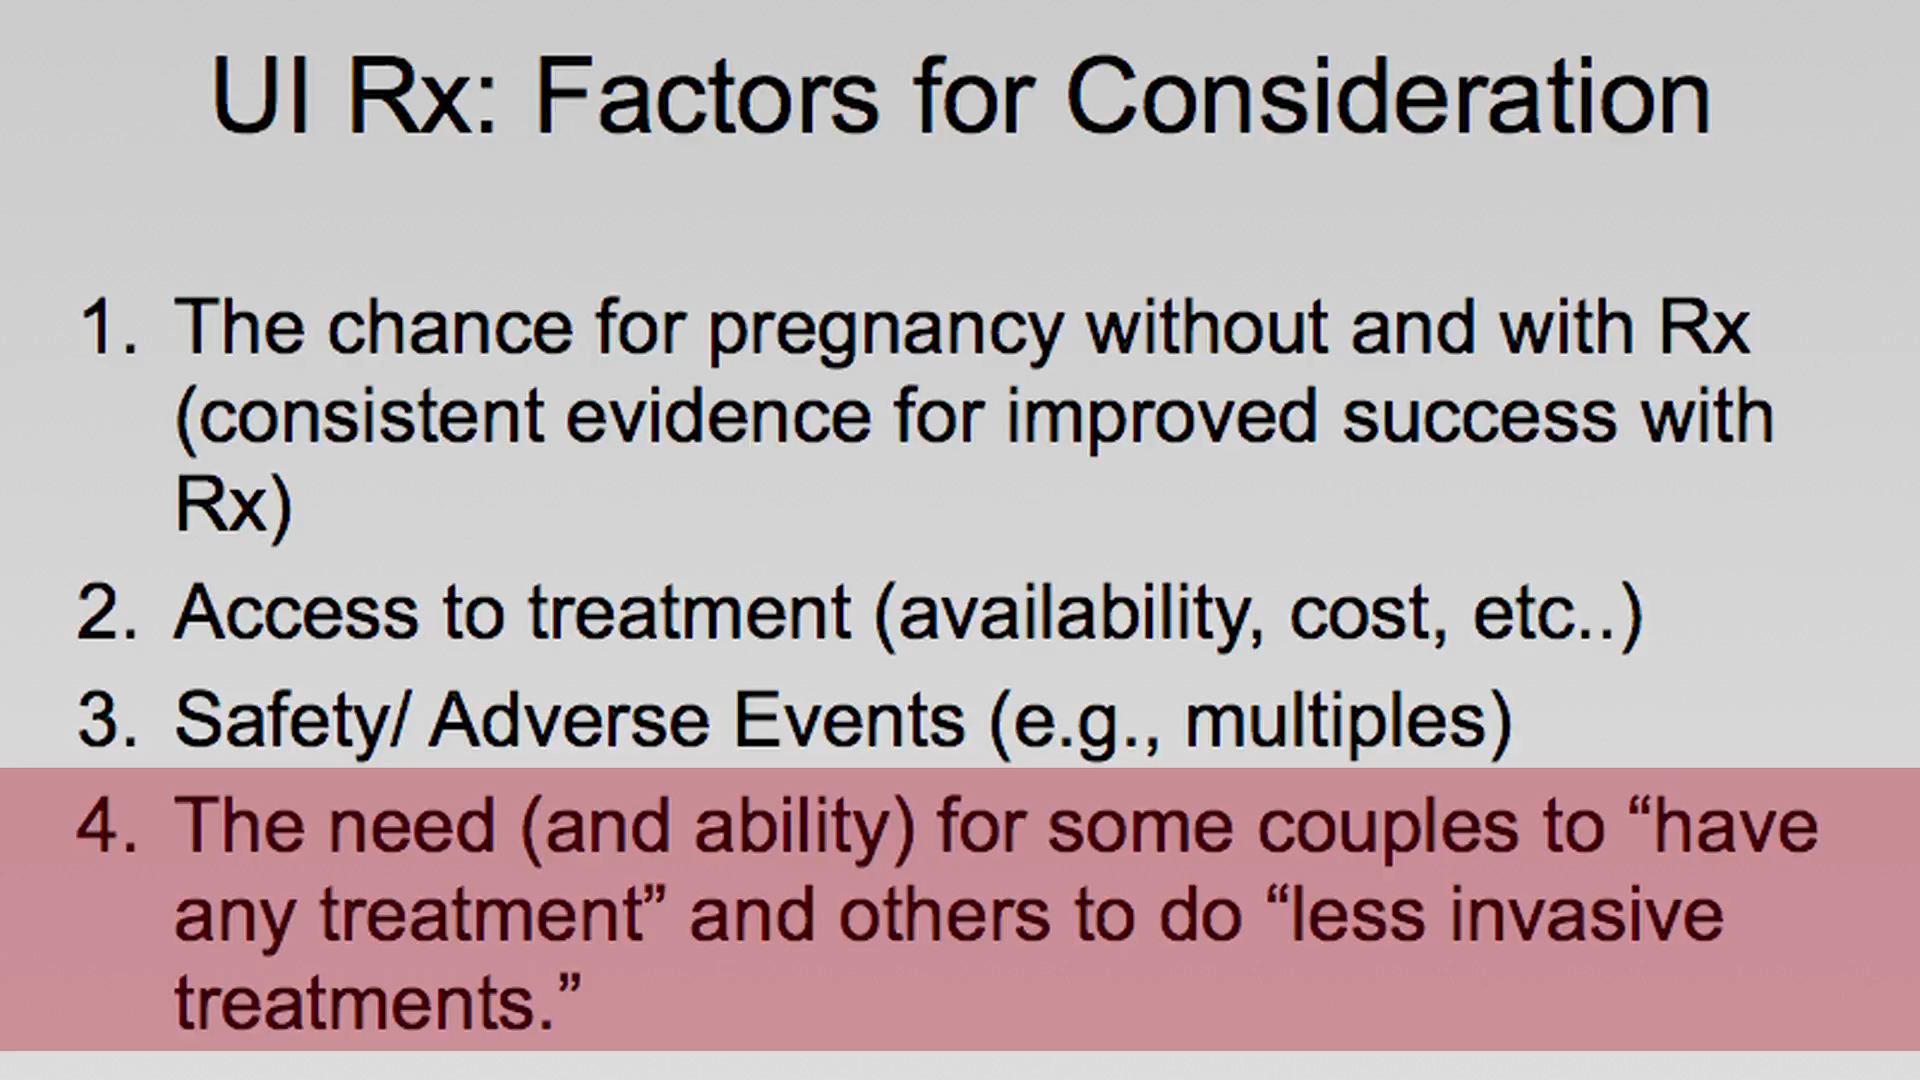 UI Rx: Factors for Consideration
1. The chance for pregnancy without and with Rx
(consistent evidence for improved success with
Rx)
2. Access to treatment (availability, cost, etc..)
3. Safety/ Adverse Events (e.g., multiples)
4. The need (and ability) for some couples to “have
any treatment” and others to do “less invasive
treatments.”